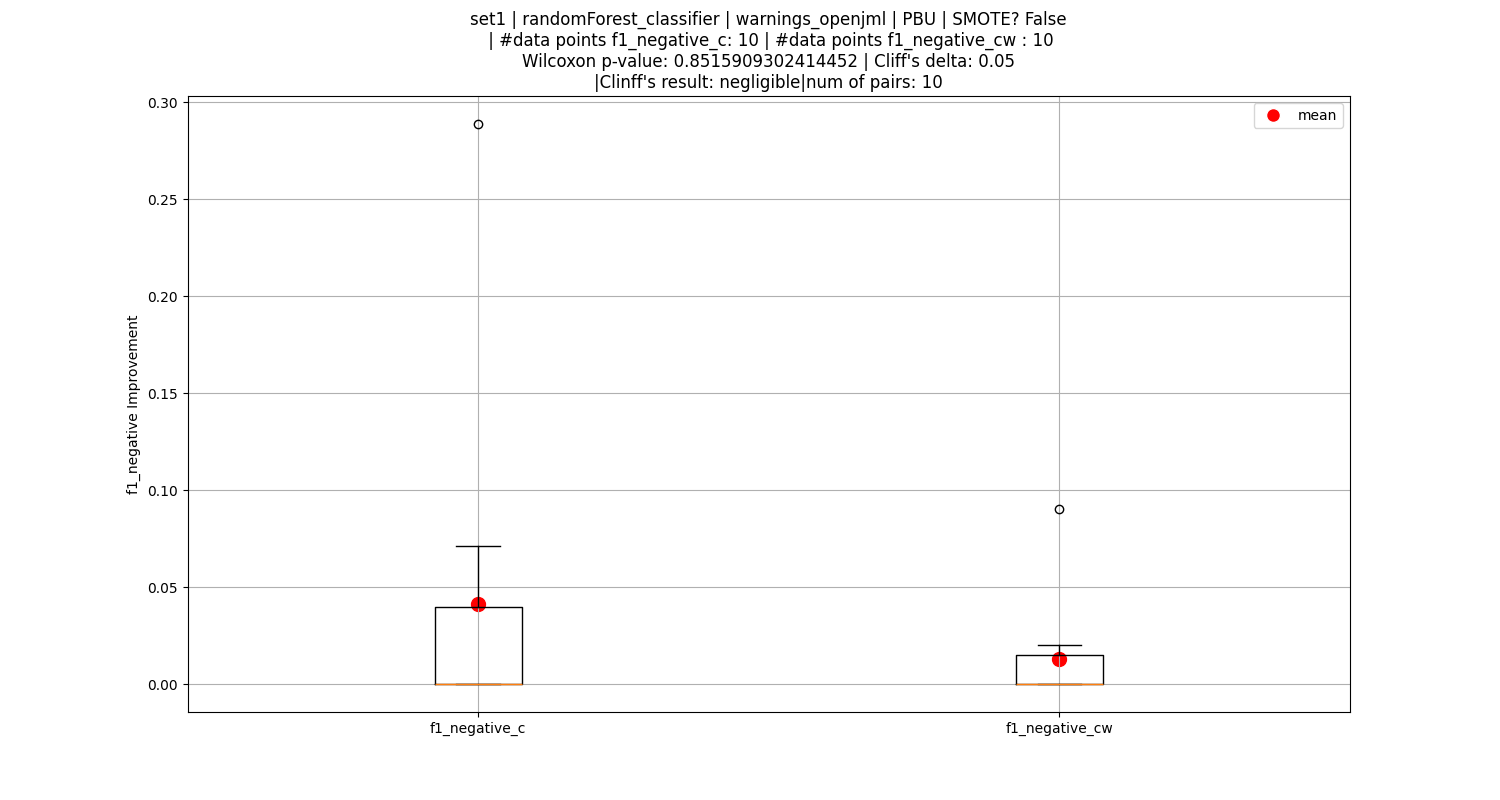 set1 | randomForest_classifier | warnings_openjml | PBU | SMOTE? False
| #data points f1_negative_c: 10 | #data points f1_negative_cw : 10
Wilcoxon p-value: 0.8515909302414452 | Cliff's delta: 0.05
|Clinff's result: negligible|num of pairs: 10
mean
0.30
0.25
0.20
0.15
0.10
0.05
0.00
f1_negative Improvement
f1_negative_c
f1_negative_cw